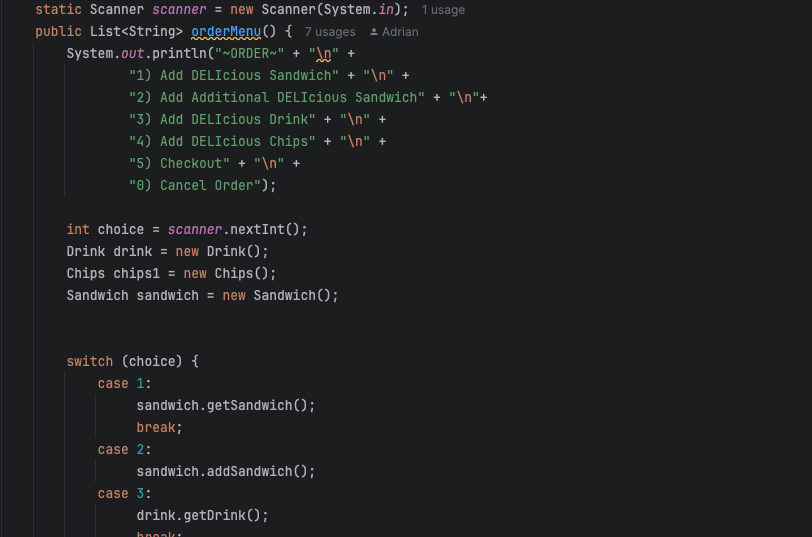 static Scanner scanner = new Scanner(System.in); 1 usage
public List<String> orderMenu() { 7 usages Adrian
System.out.println("~ORDER~" + "\n" +
"1) Add DELIcious Sandwich" + "\n" +
"2) Add Additional DELIcious Sandwich" + "\n"+
"3) Add DELIcious Drink" + "\n" +
"4) Add DELIcious Chips" + "\n" +
"5) Checkout" + "\n" +
"0) Cancel Order");
int choice = scanner.nextInt();
Drink drink = new Drink();
Chips chips1 = new Chips();
Sandwich sandwich = new Sandwich();
switch (choice) {
case 1:
sandwich.getSandwich();
break;
case 2:
sandwich.addSandwich();
case 3:
drink.getDrink();
break;